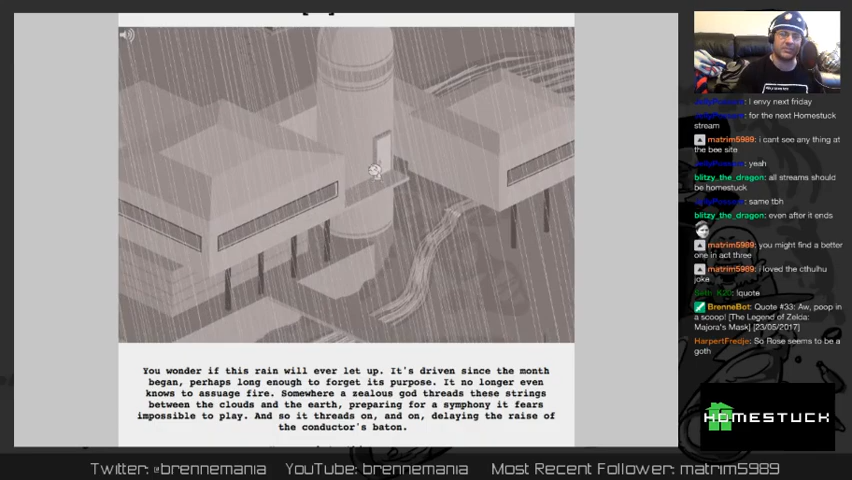 You wonder if this rain will ever let up. It's driven since the month
began, perhaps long enough to forget its purpose. It no longer even
knows to assuage fire. Somewhere a zealous god threads these strings
between the clouds and the earth, preparing for a symphony it fears
impossible to play. And so it threads on, and on, delaying the raise of
the conductor's baton.
I envy next friday
for the next Homestuck
stream
matrim5989: i cant see any thing at
the bee site
yeah
blitzy_the_dragon: all streams should
be homestuck
same tbh
blitzy_the_dragon: even after it ends
matrim5989: you might find a better
one in act three
matrim5989: i loved the cthulhu
joke
!quote
BrenneBot: Quote #33: Aw, poop in
a scoop! [The Legend of Zelda:
Majora's Mask] [23/05/2017]
HarpertFredje: So Rose seems to be a
goth
HOMESTUCK
Twitter: @brennemania YouTube: brennemania Most Recent Follower: matrim5989